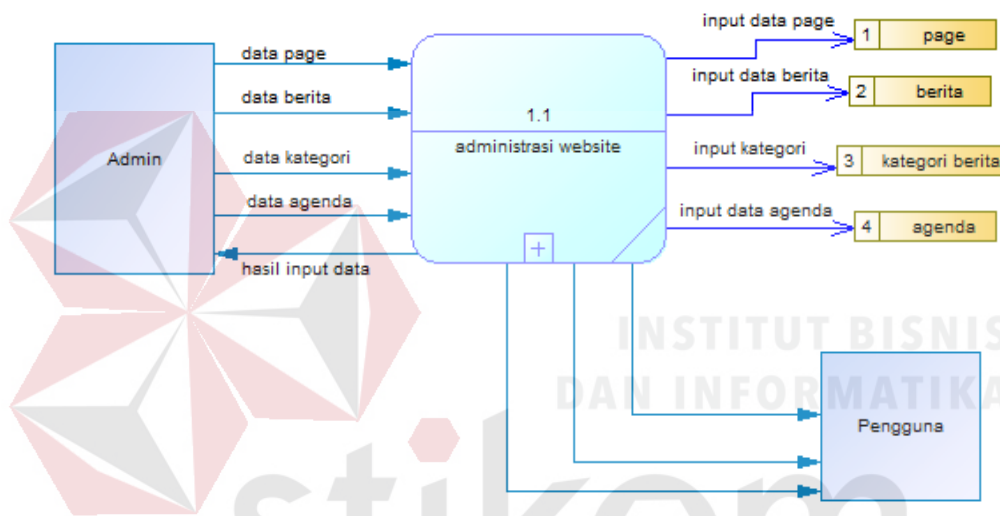 input data page
1 page
data page
input data berita
data berita
2 berita
1.1
Admin
administrasi website
data kategori
input kategori
3 kategori berita
data agenda
input data agenda
4 agenda
hasil input data
INSTITUT BISNIS
DAN INFORMATIKA
Pengguna
stikom